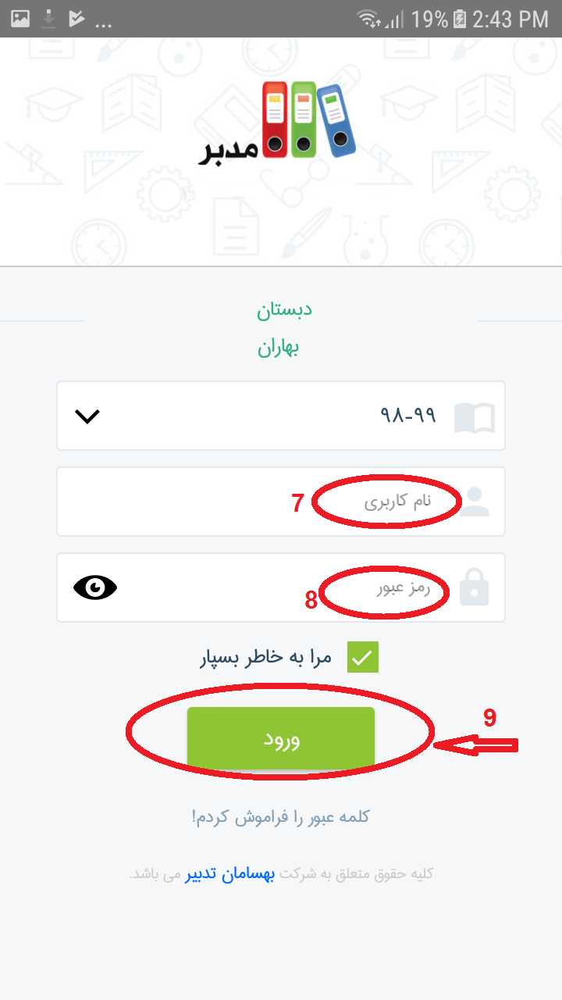 ... 19% 2:43 PM
مدبر
دبستان
بهاران
۹۸-۹۹
نام کاربری 7
رمز عبور 8
مرا به خاطر بسپار
9
ورود
کلمه عبور را فراموش کردم!
کلیه حقوق متعلق به شرکت بهسامان تدبیر می باشد.